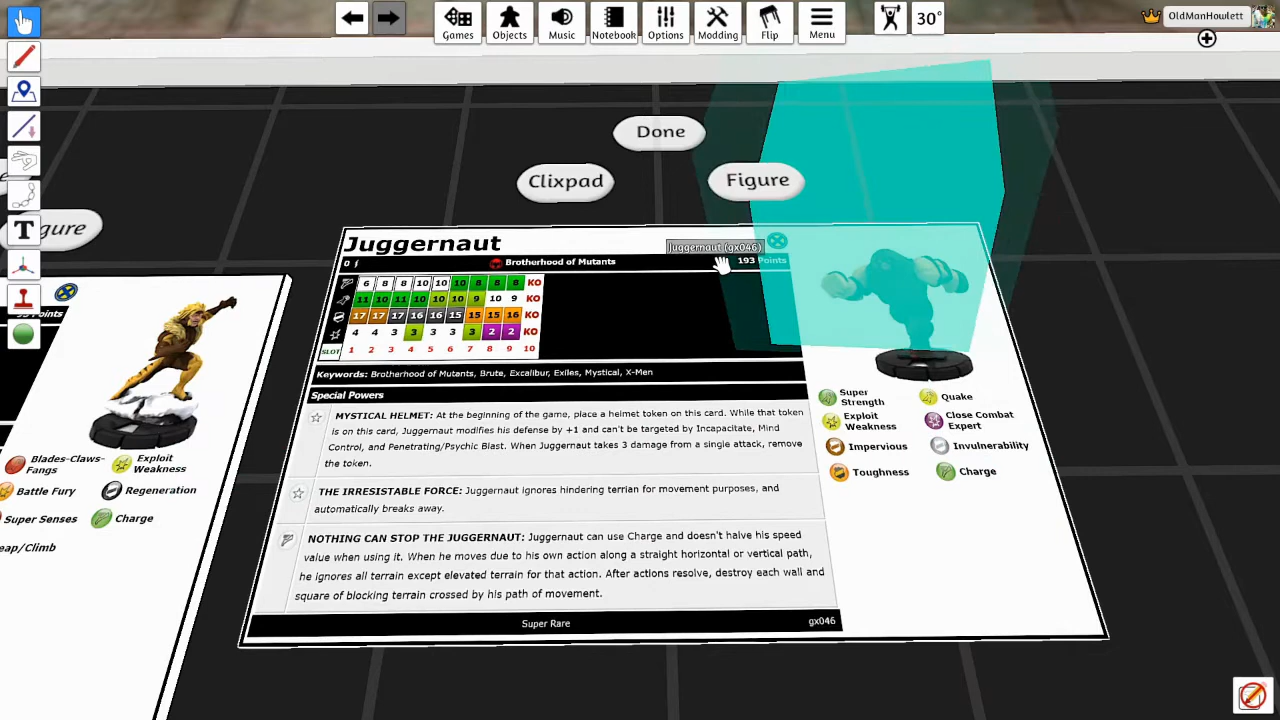 Games
Objects
Music
Notebook
Options
Modding
Flip
Menu
30°
OldManHowlett
Done
Clixpad
Figure
gure
Juggernaut
Juggernaut (gx046)
0
Brotherhood of Mutants
193 Points
6 8 8 10 10 10 8 8 8 KO
11 10 11 10 10 10 9 10 9 KO
17 17 17 16 16 15 15 15 16 KO
4 4 3 3 3 3 3 2 2 KO
SLOT 1 2 3 4 5 6 7 8 9 10
Keywords: Brotherhood of Mutants, Brute, Excalibur, Exiles, Mystical, X-Men
Special Powers
MYSTICAL HELMET: At the beginning of the game, place a helmet token on this card. While that token
is on this card, Juggernaut modifies his defense by +1 and can't be targeted by Incapacitate, Mind
Control, and Penetrating/Psychic Blast. When Juggernaut takes 3 damage from a single attack, remove
the token.
THE IRRESISTABLE FORCE: Juggernaut ignores hindering terrian for movement purposes, and
automatically breaks away.
NOTHING CAN STOP THE JUGGERNAUT: Juggernaut can use Charge and doesn't halve his speed
value when using it. When he moves due to his own action along a straight horizontal or vertical path,
he ignores all terrain except elevated terrain for that action. After actions resolve, destroy each wall and
square of blocking terrain crossed by his path of movement.
Super Rare
gx046
Super
Strength
Quake
Exploit
Weakness
Close Combat
Expert
Impervious
Invulnerability
Toughness
Charge
Points
Blades-Claws-
Fangs
Exploit
Weakness
Battle Fury
Regeneration
Super Senses
Charge
eap/Climb
T